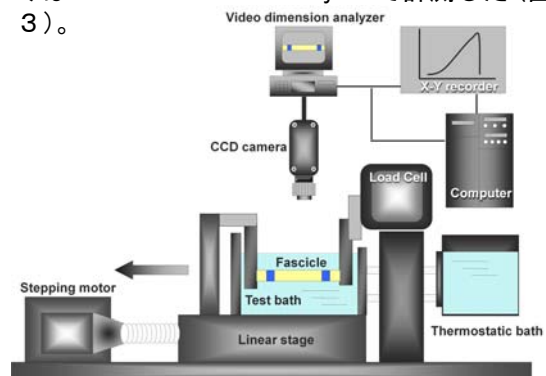 ３）。
Video dimension analyzer
X-Y recorder
CCD camera
Load Cell
Computer
Fascicle
Test bath
Stepping motor
Linear stage
Thermostatic bath